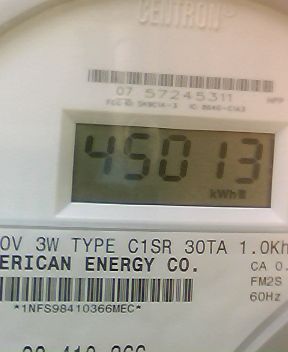 CENTRON
07 57245311
45013
kWh
0V 3W TYPE C1SR 30TA 1.0Kh
ERICAN ENERGY CO.
CA 0.
FM2S
60Hz
*1NFS98410366MEC*